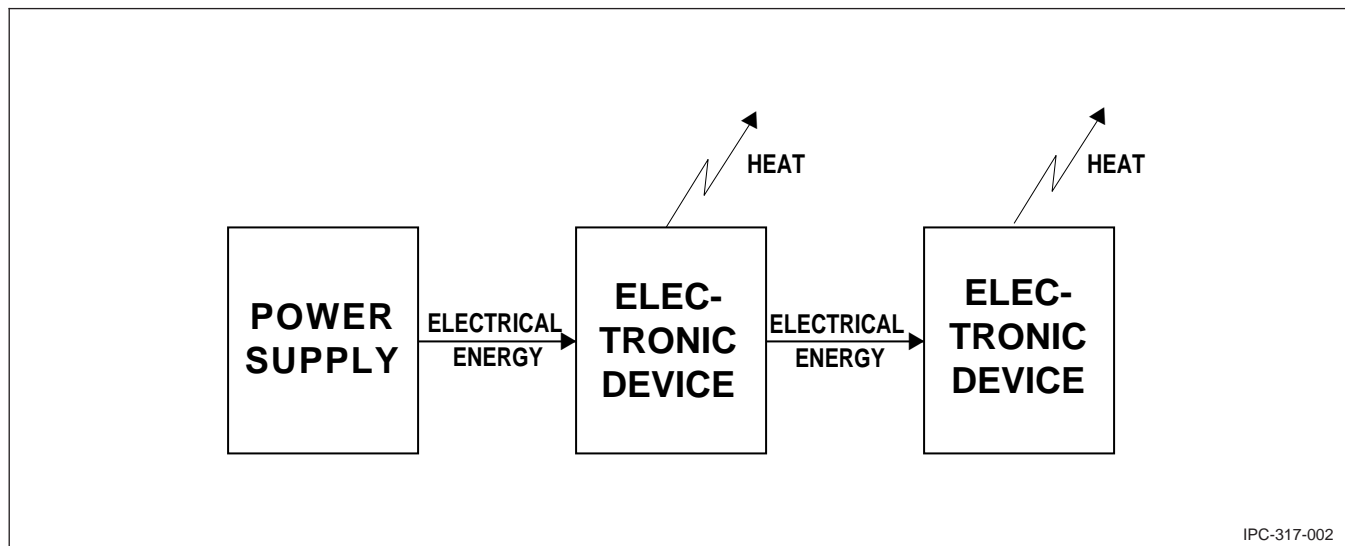 HEAT
HEAT
POWER
SUPPLY
ELECTRICAL
ENERGY
ELEC-
TRONIC
DEVICE
ELECTRICAL
ENERGY
ELEC-
TRONIC
DEVICE
IPC-317-002